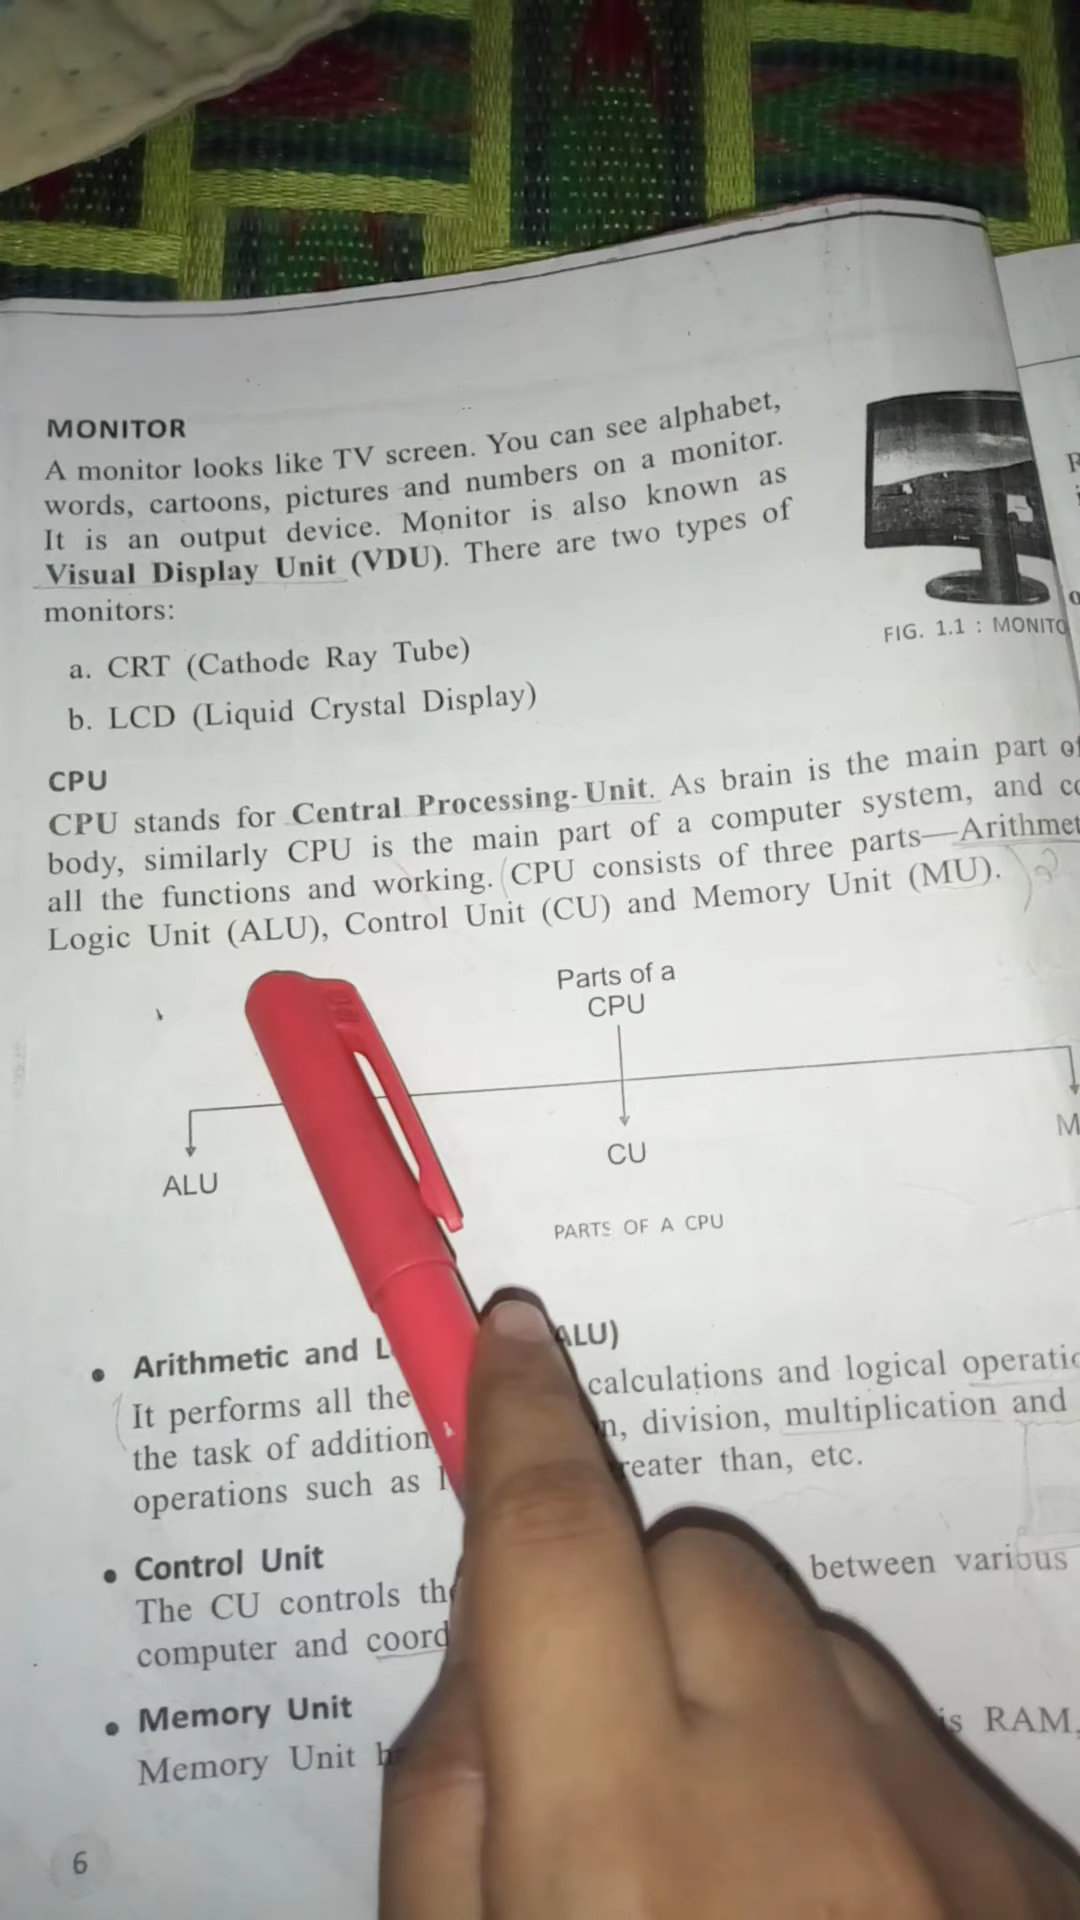 MONITOR
A monitor looks like TV screen. You can see alphabet,
words, cartoons, pictures and numbers on a monitor.
It is an output device. Monitor is also known as
Visual Display Unit (VDU). There are two types of
monitors:
a. CRT (Cathode Ray Tube)
b. LCD (Liquid Crystal Display)
FIG. 1.1 : MONITO
CPU
CPU stands for Central Processing-Unit. As brain is the main part of
body, similarly CPU is the main part of a computer system, and co
all the functions and working. (CPU consists of three parts—Arithmet
Logic Unit (ALU), Control Unit (CU) and Memory Unit (MU).
Parts of a
CPU
ALU
CU
M
PARTS OF A CPU
• Arithmetic and L ALU)
It performs all the calculations and logical operatio
the task of addition n, division, multiplication and
operations such as reater than, etc.
• Control Unit
The CU controls the between various
computer and coord
• Memory Unit
Memory Unit is RAM,
6